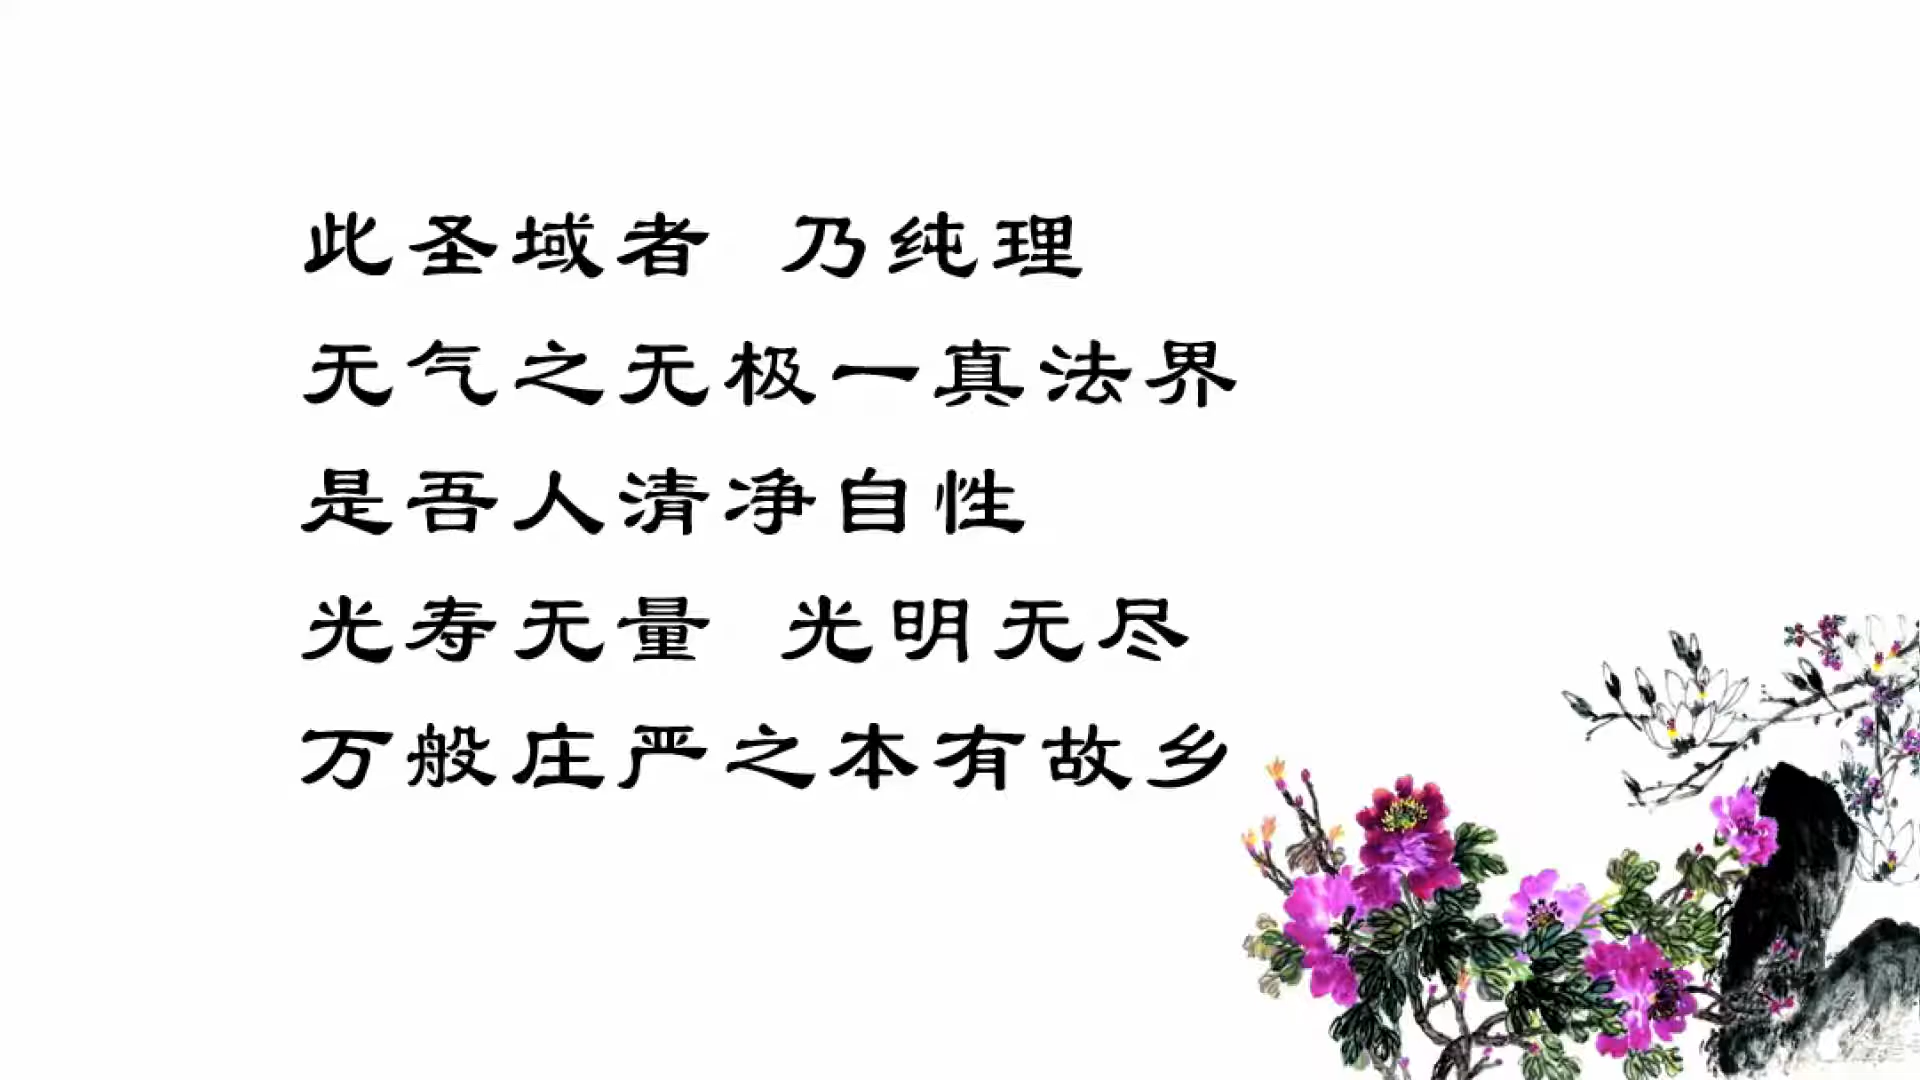 此圣域者 乃纯理
无气之无极一真法界
是吾人清净自性
光寿无量 光明无尽
万般庄严之本有故乡